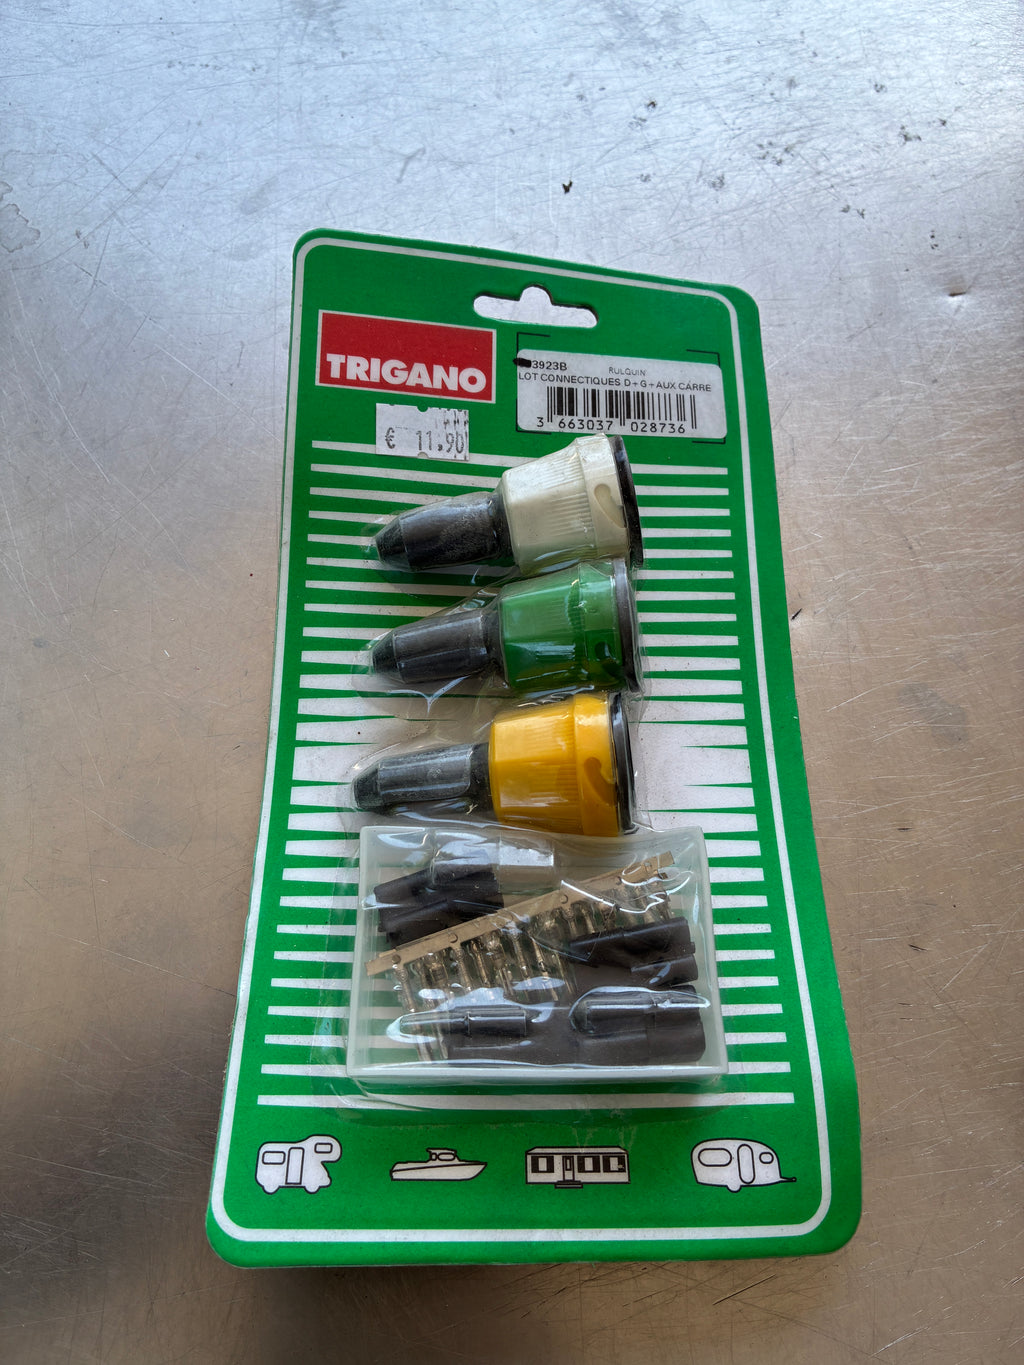 TRIGANO
3923B
RULQUIN
LOT CONNECTIQUES D+G+AUX CARRE
3 663037 028736
€ 11,90